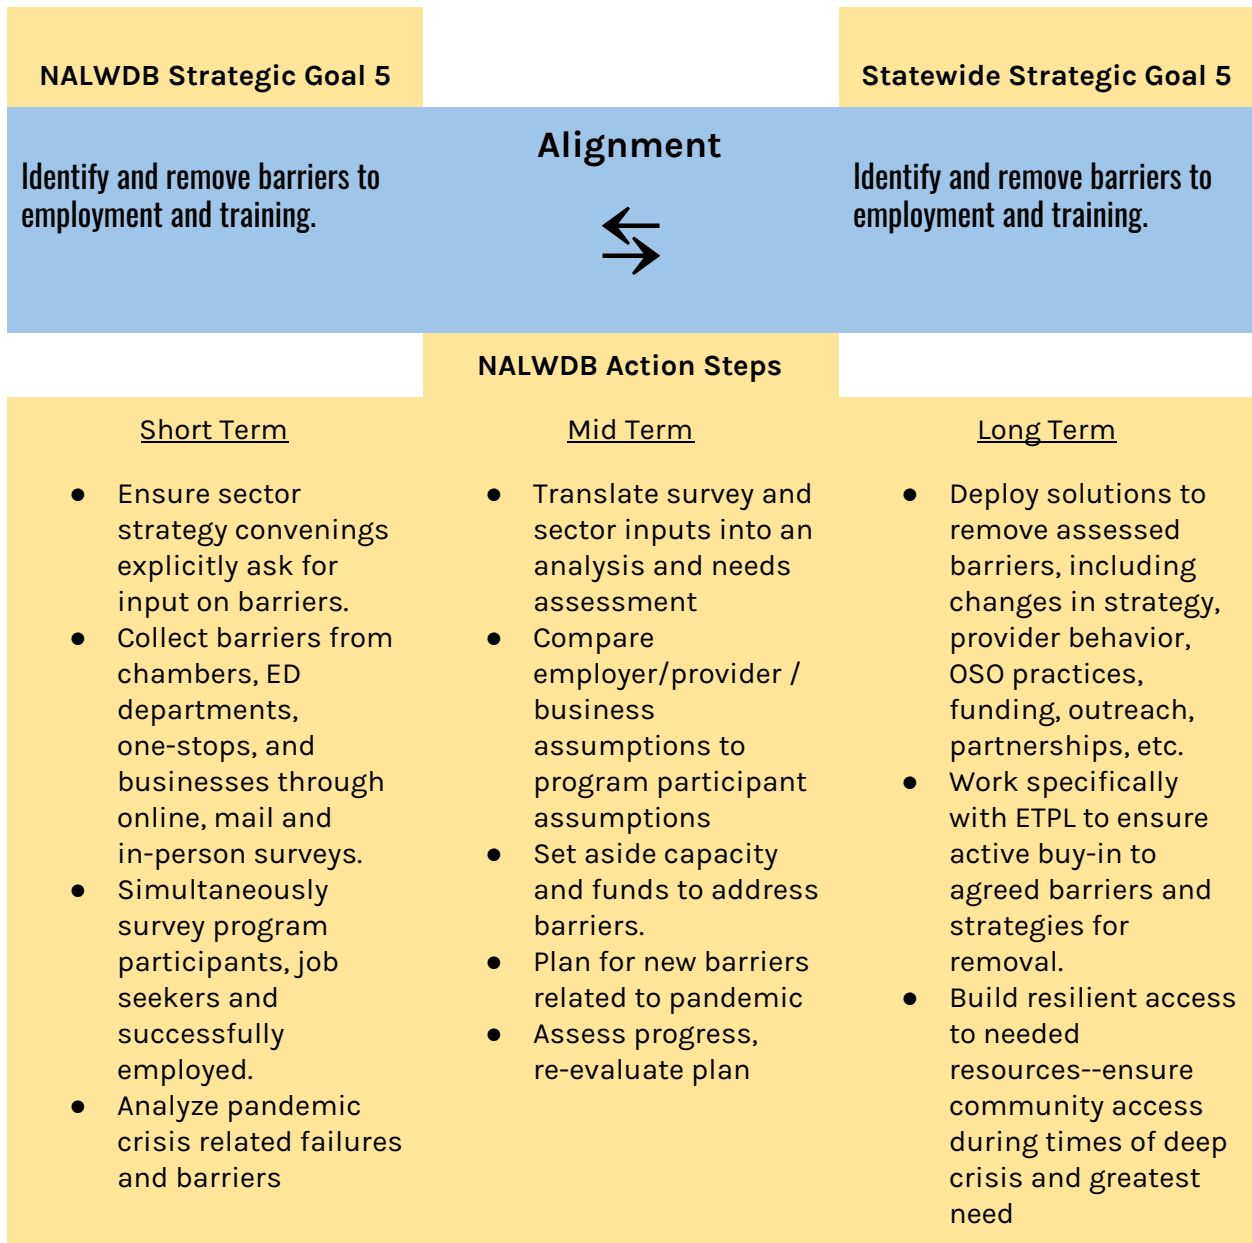 NALWDB Strategic Goal 5
Statewide Strategic Goal 5
Identify and remove barriers to
employment and training.
Alignment
Identify and remove barriers to
employment and training.
NALWDB Action Steps
Short Term
● Ensure sector
strategy convenings
explicitly ask for
input on barriers.
● Collect barriers from
chambers, ED
departments,
one-stops, and
businesses through
online, mail and
in-person surveys.
● Simultaneously
survey program
participants, job
seekers and
successfully
employed.
● Analyze pandemic
crisis related failures
and barriers
Mid Term
● Translate survey and
sector inputs into an
analysis and needs
assessment
● Compare
employer/provider /
business
assumptions to
program participant
assumptions
● Set aside capacity
and funds to address
barriers.
● Plan for new barriers
related to pandemic
● Assess progress,
re-evaluate plan
Long Term
● Deploy solutions to
remove assessed
barriers, including
changes in strategy,
provider behavior,
OSO practices,
funding, outreach,
partnerships, etc.
● Work specifically
with ETPL to ensure
active buy-in to
agreed barriers and
strategies for
removal.
● Build resilient access
to needed
resources--ensure
community access
during times of deep
crisis and greatest
need